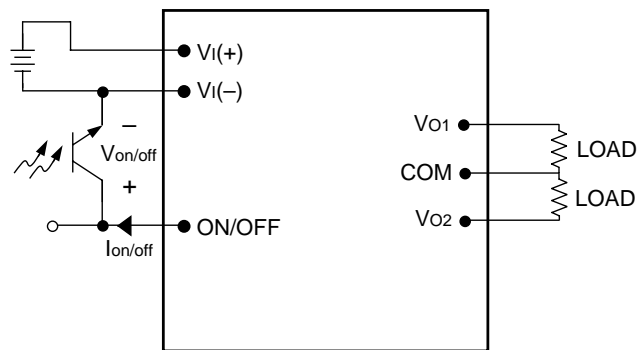 VI(+)
VI(–)
–
Von/off
+
ON/OFF
Ion/off
VO1
COM
VO2
LOAD
LOAD